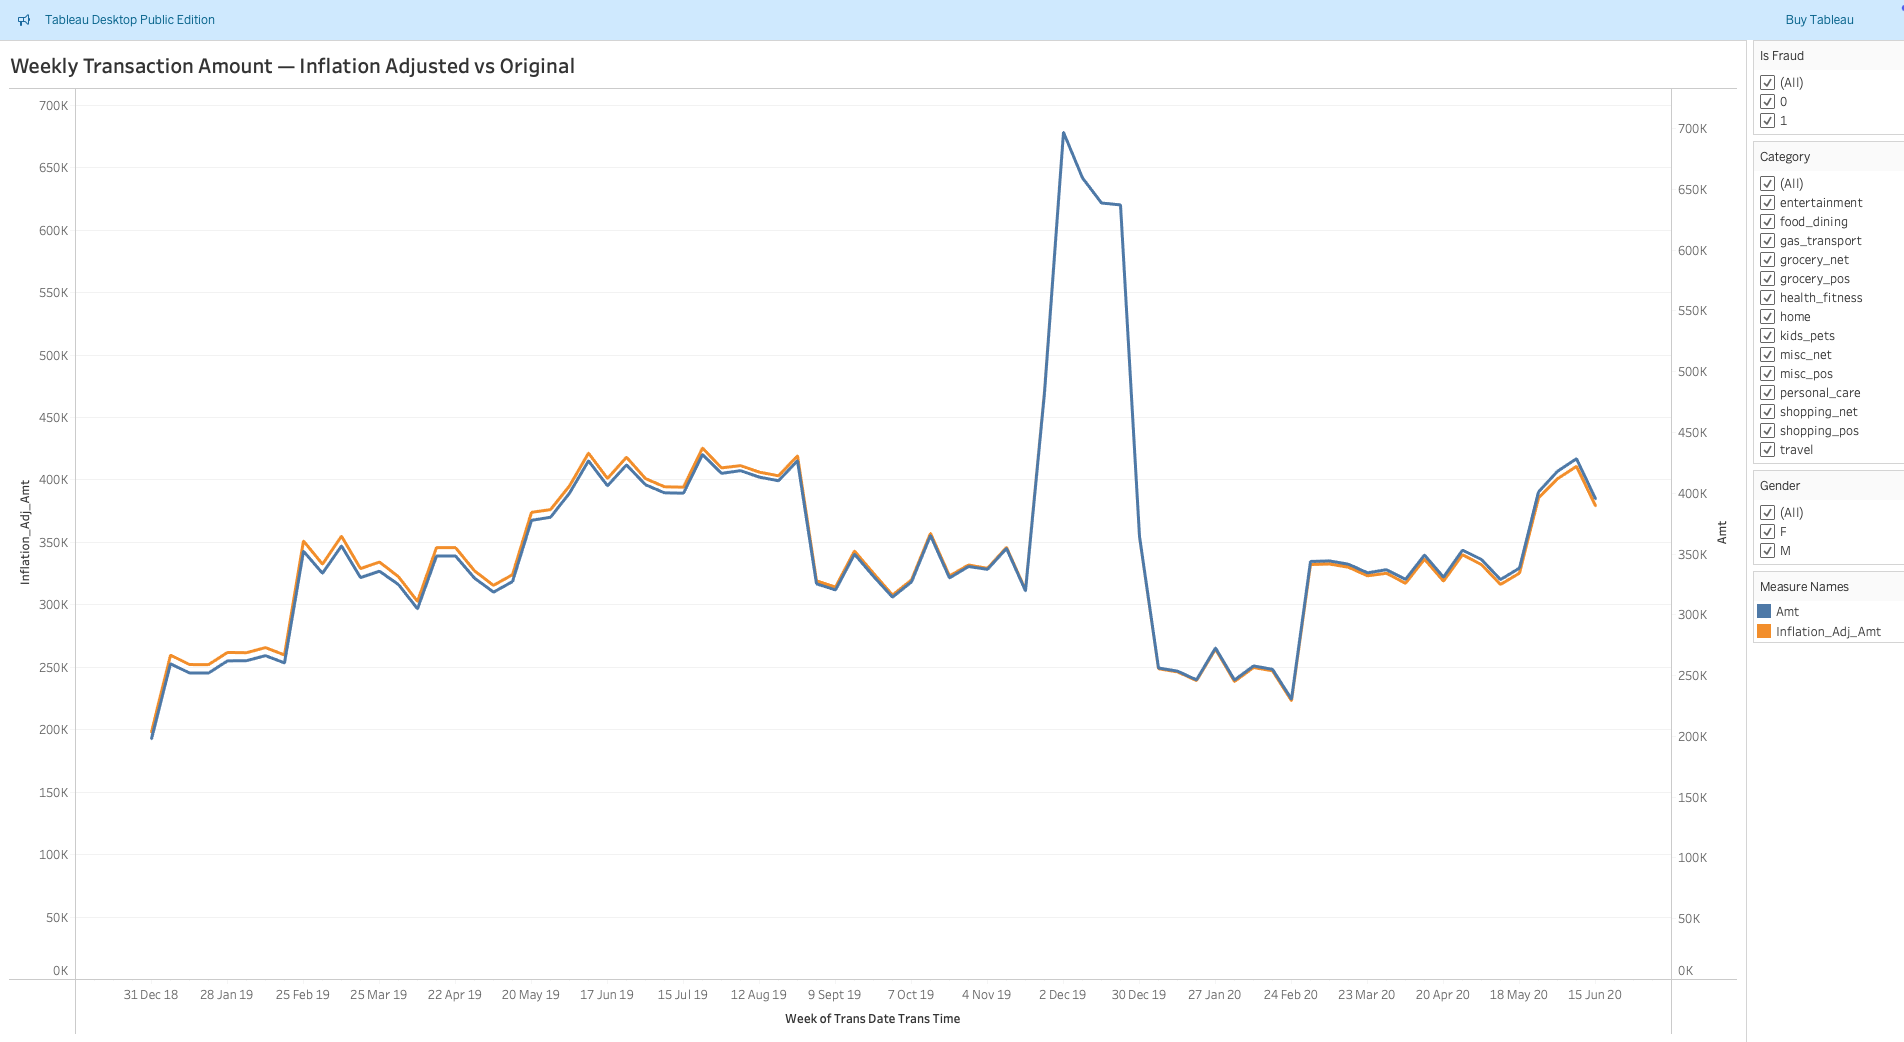 Tableau Desktop Public Edition
Buy Tableau
Weekly Transaction Amount — Inflation Adjusted vs Original
Inflation_Adj_Amt
700K
650K
600K
550K
500K
450K
400K
350K
300K
250K
200K
150K
100K
50K
0K
700K
650K
600K
550K
500K
450K
400K
350K
300K
250K
200K
150K
100K
50K
0K
Amt
31 Dec 18 28 Jan 19 25 Feb 19 25 Mar 19 22 Apr 19 20 May 19 17 Jun 19 15 Jul 19 12 Aug 19 9 Sept 19 7 Oct 19 4 Nov 19 2 Dec 19 30 Dec 19 27 Jan 20 24 Feb 20 23 Mar 20 20 Apr 20 18 May 20 15 Jun 20
Week of Trans Date Trans Time
Is Fraud
(All)
0
1
Category
(All)
entertainment
food_dining
gas_transport
grocery_net
grocery_pos
health_fitness
home
kids_pets
misc_net
misc_pos
personal_care
shopping_net
shopping_pos
travel
Gender
(All)
F
M
Measure Names
Amt
Inflation_Adj_Amt